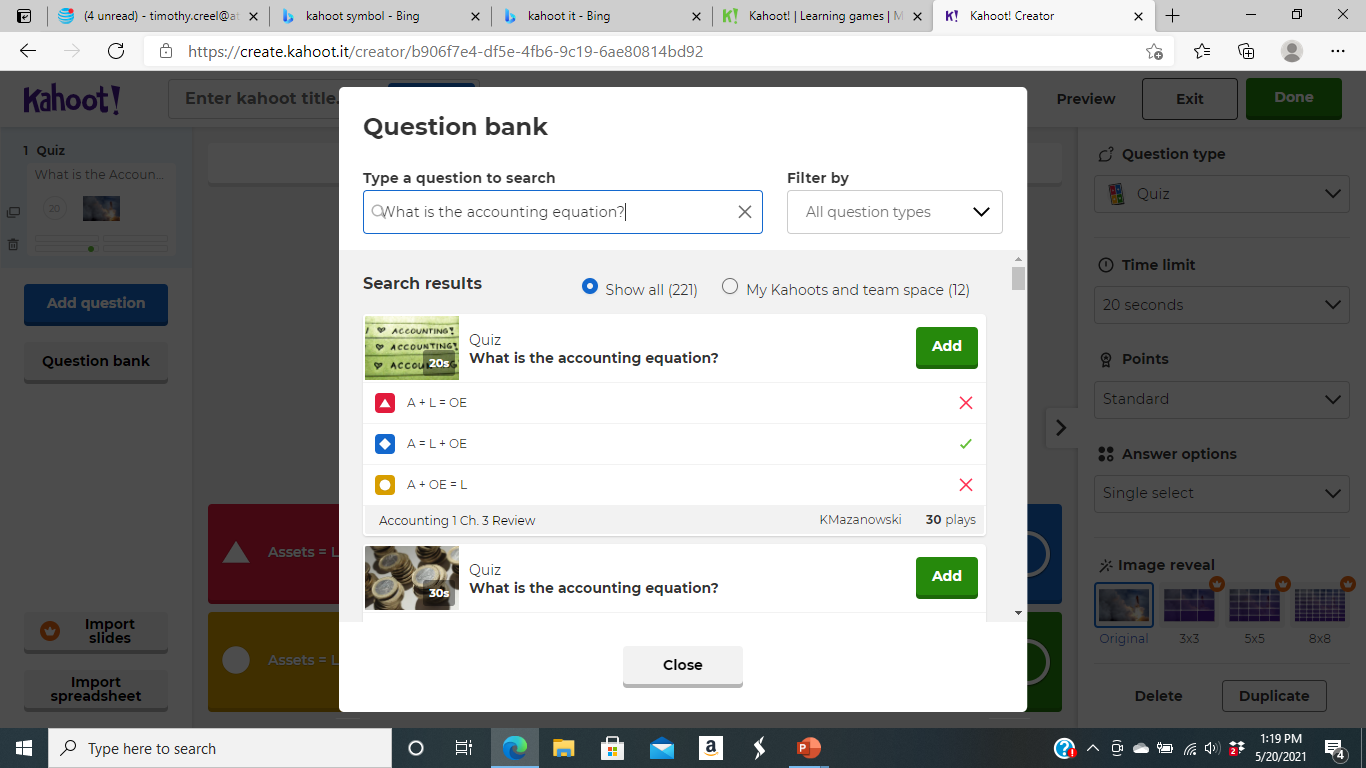 (4 unread) - timothy.creel@at
kahoot symbol - Bing
kahoot it - Bing
Kahoot! | Learning games | M
Kahoot! Creator
https://create.kahoot.it/creator/b906f7e4-df5e-4fb6-9c19-6ae80814bd92
Kahoot!
Enter kahoot title.
Preview
Exit
Done
1 Quiz
What is the Accoun...
20
Add question
Question bank
Import slides
Import spreadsheet
Assets = L
Assets = L
Question bank
Type a question to search
Filter by
What is the accounting equation?
All question types
Search results
Show all (221)
My Kahoots and team space (12)
ACCOUNTING!
ACCOUNTING!
ACCOU
20s
Quiz
What is the accounting equation?
Add
A + L = OE
A = L + OE
A + OE = L
Accounting 1 Ch. 3 Review
KMazanowski
30 plays
30s
Quiz
What is the accounting equation?
Add
Close
Question type
Quiz
Time limit
20 seconds
Points
Standard
Answer options
Single select
Image reveal
Original
3x3
5x5
8x8
Delete
Duplicate
Type here to search
1:19 PM
5/20/2021
4